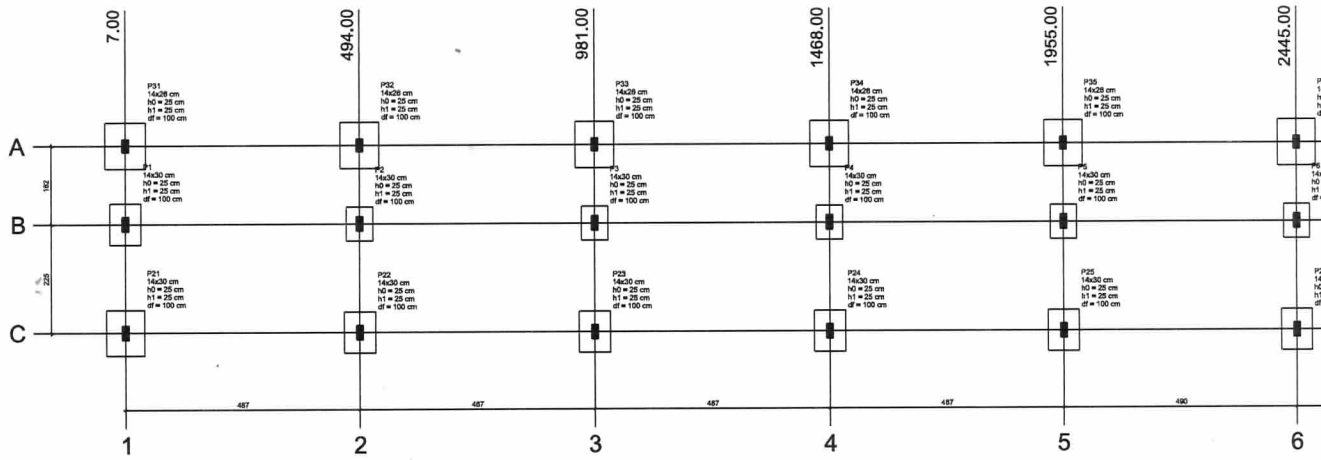 7.00
494.00
981.00
1468.00
1955.00
2445.00
P31
14x26 cm
h0 = 25 cm
h1 = 25 cm
df = 100 cm
P32
14x26 cm
h0 = 25 cm
h1 = 25 cm
df = 100 cm
P33
14x26 cm
h0 = 25 cm
h1 = 25 cm
df = 100 cm
P34
14x26 cm
h0 = 25 cm
h1 = 25 cm
df = 100 cm
P35
14x26 cm
h0 = 25 cm
h1 = 25 cm
df = 100 cm
A
182
P1
14x30 cm
h0 = 25 cm
h1 = 25 cm
df = 100 cm
P2
14x30 cm
h0 = 25 cm
h1 = 25 cm
df = 100 cm
P3
14x30 cm
h0 = 25 cm
h1 = 25 cm
df = 100 cm
P4
14x30 cm
h0 = 25 cm
h1 = 25 cm
df = 100 cm
P5
14x30 cm
h0 = 25 cm
h1 = 25 cm
df = 100 cm
P6
B
225
P21
14x30 cm
h0 = 25 cm
h1 = 25 cm
df = 100 cm
P22
14x30 cm
h0 = 25 cm
h1 = 25 cm
df = 100 cm
P23
14x30 cm
h0 = 25 cm
h1 = 25 cm
df = 100 cm
P24
14x30 cm
h0 = 25 cm
h1 = 25 cm
df = 100 cm
P25
14x30 cm
h0 = 25 cm
h1 = 25 cm
df = 100 cm
C
487
487
487
487
490
1
2
3
4
5
6